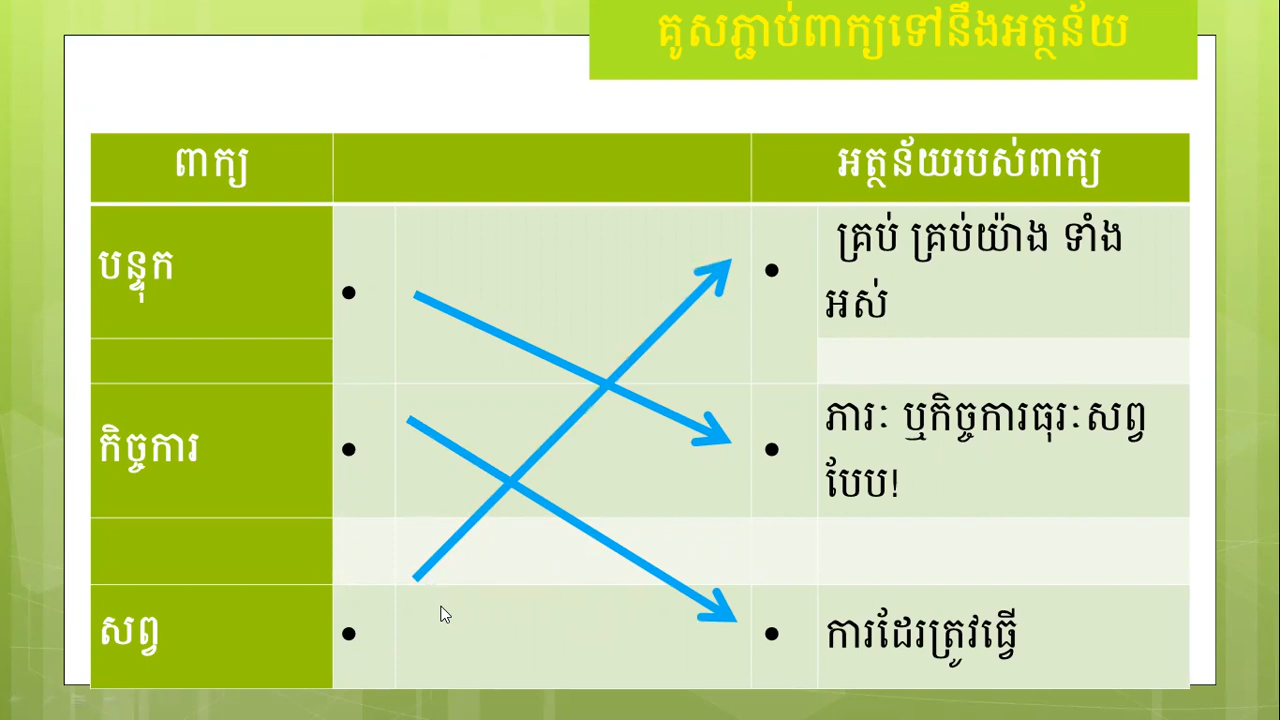 គូសភ្ជាប់ពាក្យទៅនឹងអត្ថន័យ
ពាក្យ
អត្ថន័យរបស់ពាក្យ
បន្ទុក
គ្រប់ គ្រប់យ៉ាង ទាំង
អស់
កិច្ចការ
ភារៈ ឬកិច្ចការធុរៈសព្វ
បែប!
សព្វ
ការដែរត្រូវធ្វើ